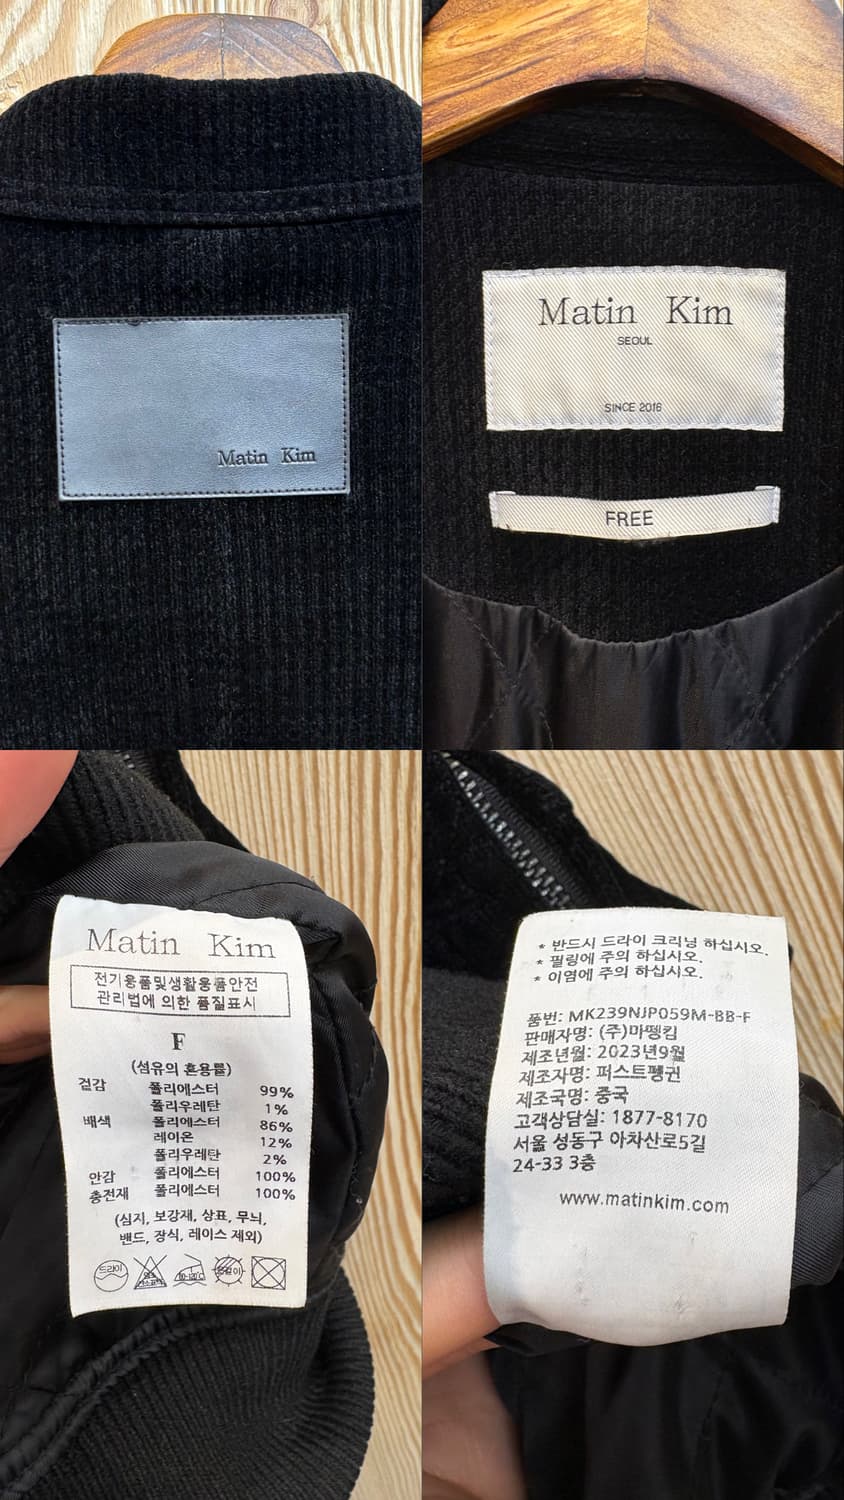 Matin Kim
Matin Kim
SEOUL
SINCE 2016
FREE
Matin Kim
전기용품및생활용품안전
관리법에 의한 품질표시
F
(섬유의 혼용률)
겉감 폴리에스터 99%
폴리우레탄 1%
배색 폴리에스터 86%
레이온 12%
폴리우레탄 2%
안감 폴리에스터 100%
충전재 폴리에스터 100%
(심지, 보강재, 상표, 무늬,
밴드, 장식, 레이스 제외)
드라이
* 반드시 드라이 크리닝 하십시오.
* 필링에 주의 하십시오.
* 이염에 주의 하십시오.
품번: MK239NJP059M-BB-F
판매자명: (주)마뗑킴
제조년월: 2023년9월
제조자명: 퍼스트펭귄
제조국명: 중국
고객상담실: 1877-8170
서울 성동구 아차산로5길
24-33 3층
www.matinkim.com